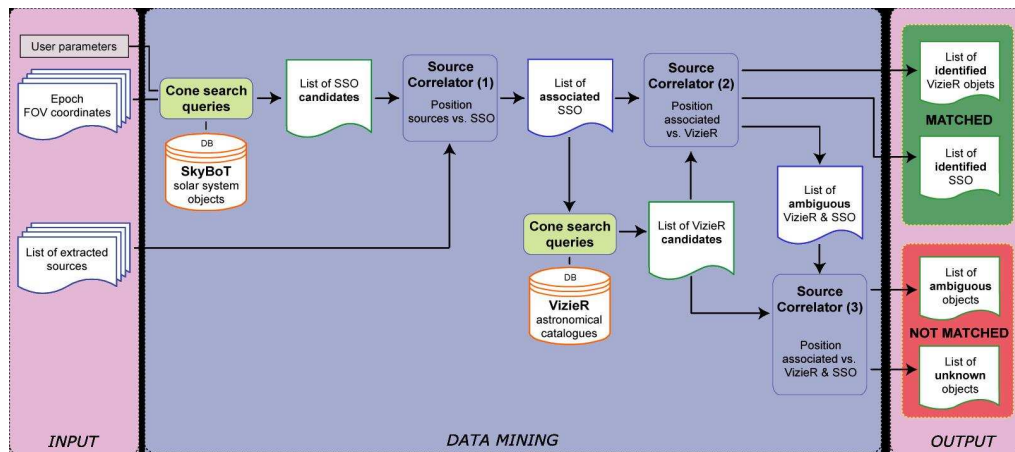 User parameters
Epoch
FOV coordinates
List of extracted
sources
INPUT
Cone search
queries
DB
SkyBoT
solar system
objects
List of SSO
candidates
Source
Correlator (1)
Position
sources vs. SSO
List of
associated
SSO
Cone search
queries
DB
VizieR
astronomical
catalogues
Source
Correlator (2)
Position
associated
vs. VizieR
List of VizieR
candidates
List of
ambiguous
VizieR & SSO
Source
Correlator (3)
Position
associated vs.
VizieR & SSO
DATA MINING
List of
identified
VizieR objets
MATCHED
List of
identified
SSO
List of
ambiguous
objects
NOT MATCHED
List of
unknown
objects
OUTPUT